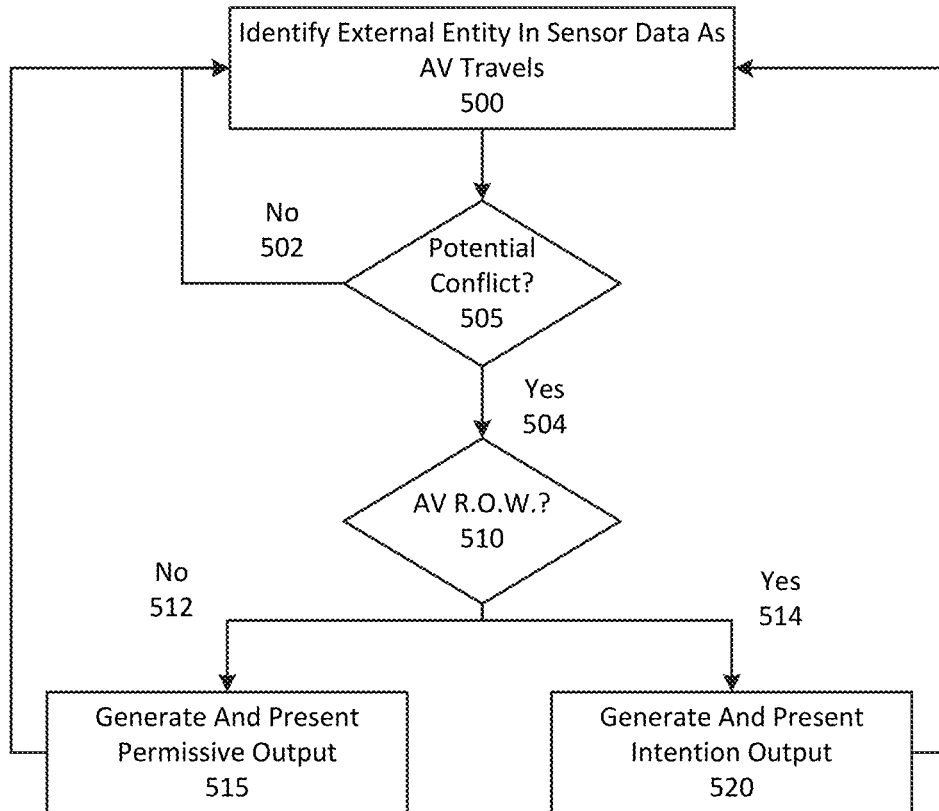 Identify External Entity In Sensor Data As
AV Travels
500
No
502
Potential
Conflict?
505
Yes
504
AV R.O.W.?
510
No
512
Yes
514
Generate And Present
Permissive Output
515
Generate And Present
Intention Output
520